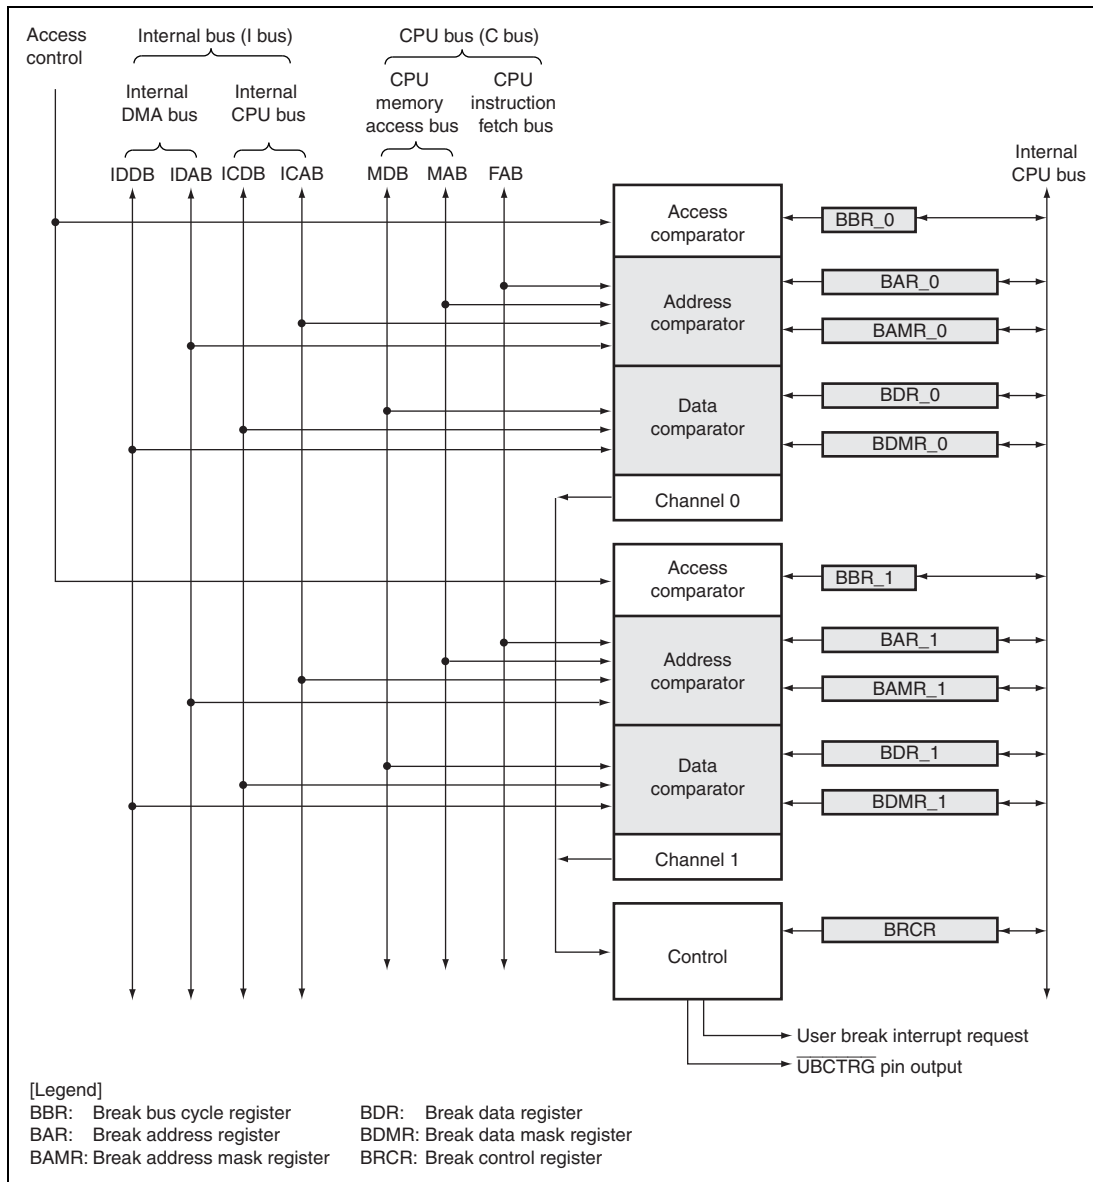 Access
control
Internal bus (I bus)
CPU bus (C bus)
Internal
DMA bus
Internal
CPU bus
CPU
memory
access bus
CPU
instruction
fetch bus
IDDB IDAB ICDB ICAB MDB MAB FAB
Internal
CPU bus
Access
comparator
BBR_0
Address
comparator
BAR_0
BAMR_0
Data
comparator
BDR_0
BDMR_0
Channel 0
Access
comparator
BBR_1
Address
comparator
BAR_1
BAMR_1
Data
comparator
BDR_1
BDMR_1
Channel 1
Control
BRCR
User break interrupt request
UBCTRG pin output
[Legend]
BBR: Break bus cycle register
BAR: Break address register
BAMR: Break address mask register
BDR: Break data register
BDMR: Break data mask register
BRCR: Break control register